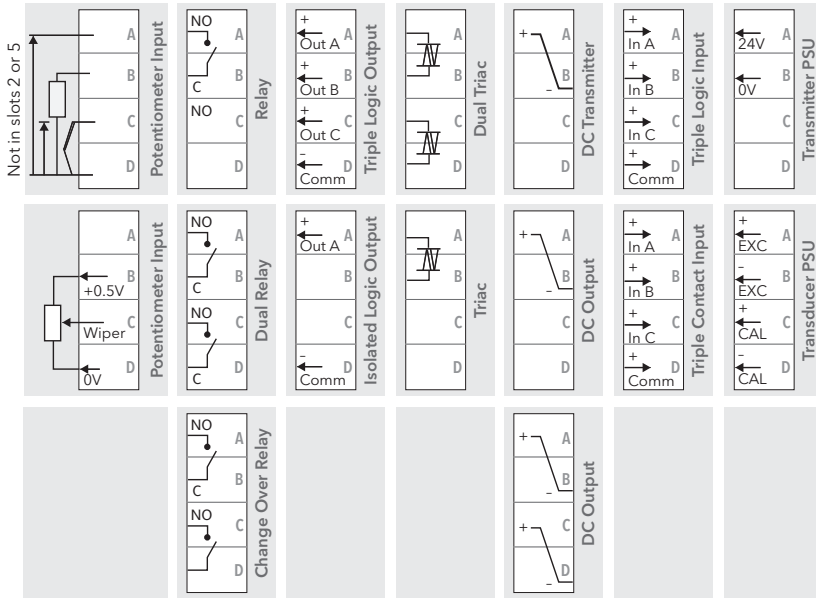 Not in slots 2 or 5
A
B
C
D
Potentiometer Input
NO
A
B
C
NO
C
D
Relay
+
Out A
A
+
Out B
B
+
Out C
C
-
Comm
D
Triple Logic Output
A
B
C
D
Dual Triac
+
A
B
-
C
D
DC Transmitter
+
In A
A
+
In B
B
+
In C
C
+
Comm
D
Triple Logic Input
+
24V
A
+
0V
B
C
D
Transmitter PSU
A
B
+0.5V
C
Wiper
D
0V
Potentiometer Input
NO
A
B
C
NO
C
D
C
Dual Relay
+
Out A
A
B
C
-
Comm
D
Isolated Logic Output
A
B
C
D
Triac
+
A
B
-
C
D
DC Output
+
In A
A
+
In B
B
+
In C
C
+
Comm
D
Triple Contact Input
+
EXC
A
-
EXC
B
+
CAL
C
-
CAL
D
Transducer PSU
NO
A
B
C
NO
C
D
Change Over Relay
+
A
B
-
+
C
D
-
DC Output